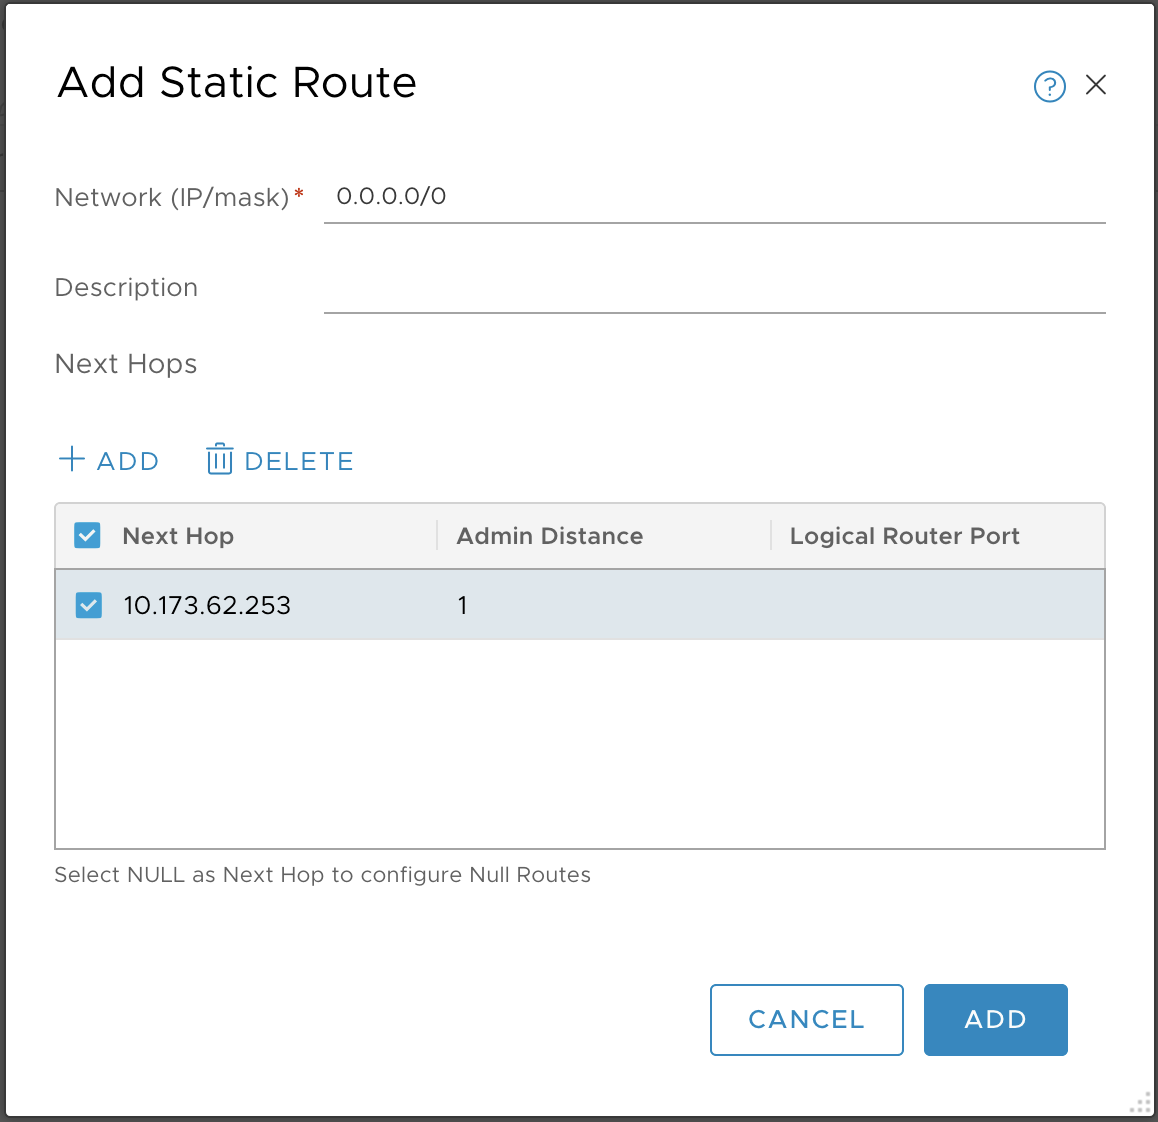 Add Static Route
?
Network (IP/mask)* 0.0.0.0/0
Description
Next Hops
ADD DELETE
Next Hop Admin Distance Logical Router Port
10.173.62.253 1
Select NULL as Next Hop to configure Null Routes
CANCEL ADD